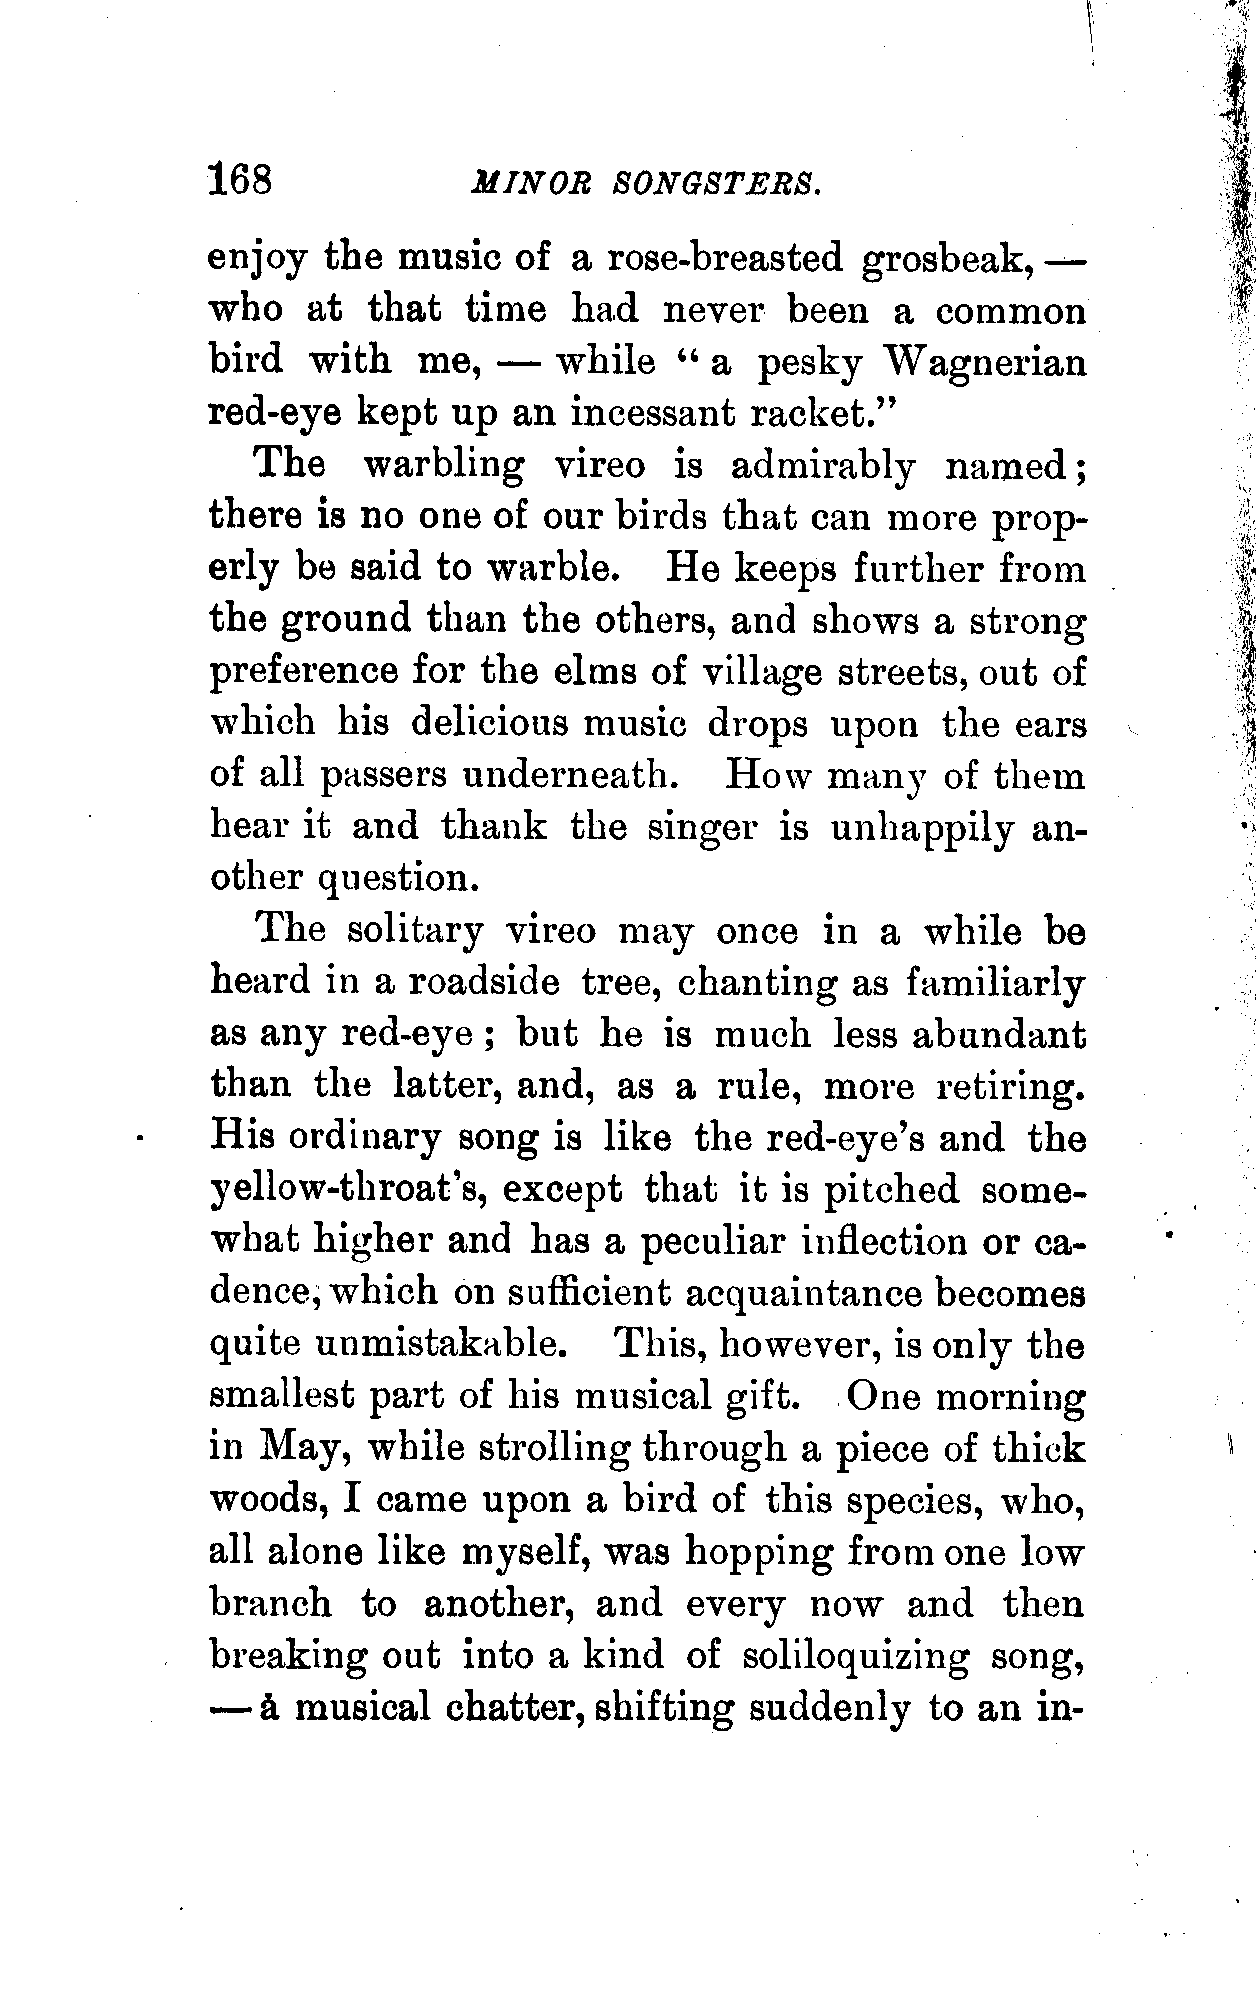 168 MINOR SONGSTERS.
enjoy the music of a rose-breasted grosbeak, —
who at that time had never been a common
bird with me, — while “ a pesky Wagnerian
red-eye kept up an incessant racket.”
The warbling vireo is admirably named;
there is no one of our birds that can more prop-
erly be said to warble. He keeps further from
the ground than the others, and shows a strong
preference for the elms of village streets, out of
which his delicious music drops upon the ears
of all passers underneath. How many of them
hear it and thank the singer is unhappily an-
other question.
The solitary vireo may once in a while be
heard in a roadside tree, chanting as familiarly
as any red-eye; but he is much less abundant
than the latter, and, as a rule, more retiring.
His ordinary song is like the red-eye's and the
yellow-throat's, except that it is pitched some-
what higher and has a peculiar inflection or ca-
dence, which on sufficient acquaintance becomes
quite unmistakable. This, however, is only the
smallest part of his musical gift. One morning
in May, while strolling through a piece of thick
woods, I came upon a bird of this species, who,
all alone like myself, was hopping from one low
branch to another, and every now and then
breaking out into a kind of soliloquizing song,
— a musical chatter, shifting suddenly to an in-